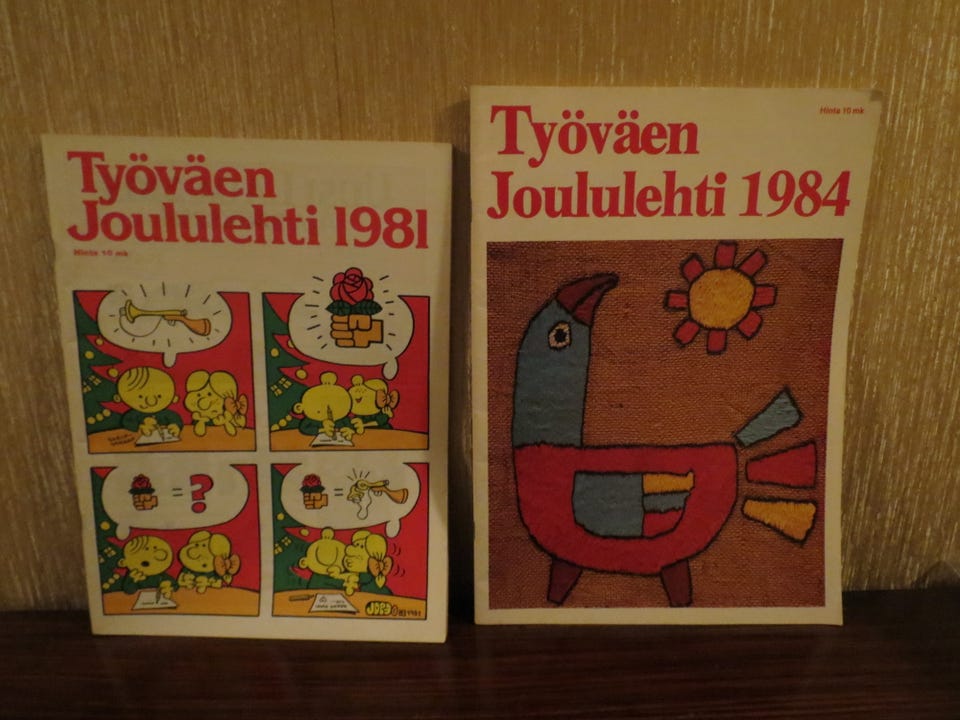 Työväen
Joululehti 1981
Hinta 10 mk
= ?
=
Työväen
Joululehti 1984
Hinta 10 mk